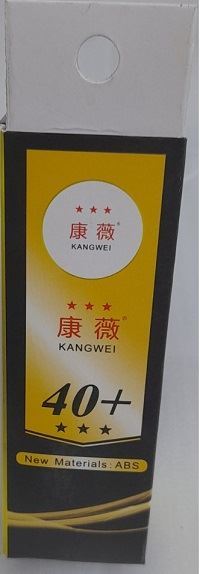 ★★★
康薇®
KANGWEI
★★★
康薇®
KANGWEI
40+
★★★
New Materials: ABS